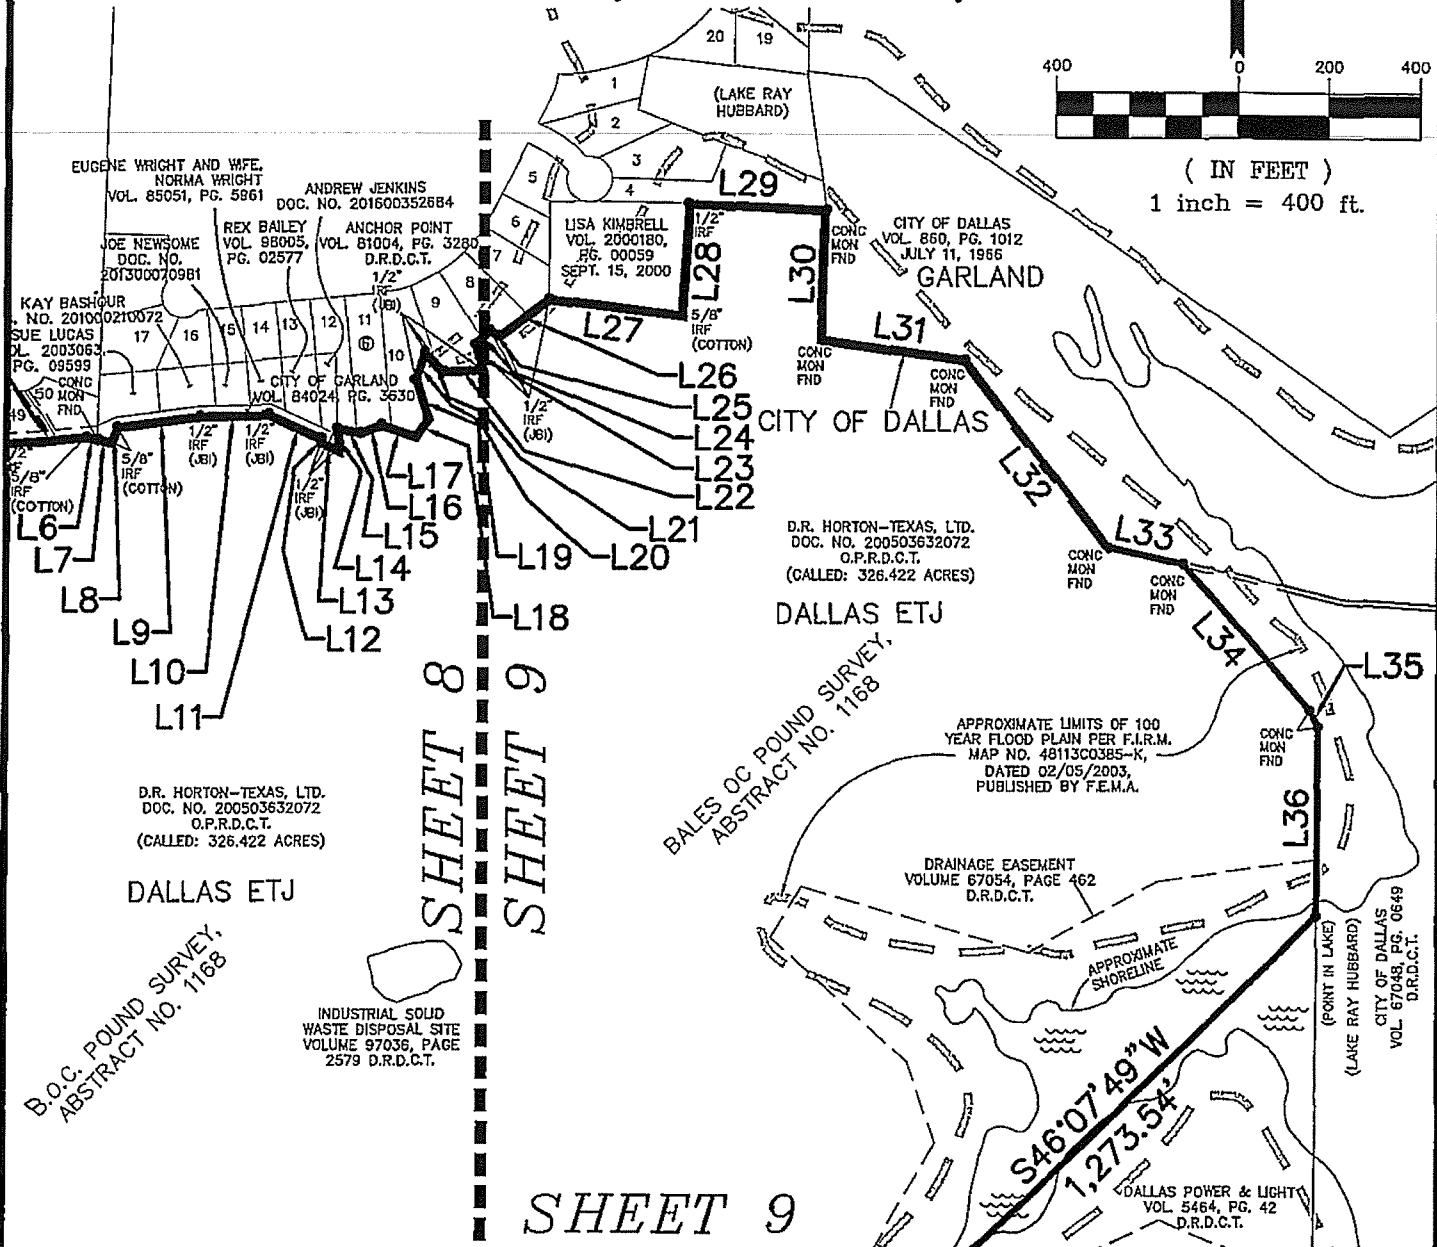 20
19
1
2
3
4
5
6
7
8
9
(LAKE RAY
HUBBARD)
400
0
200
400
( IN FEET )
1 inch = 400 ft.
EUGENE WRIGHT AND WIFE,
NORMA WRIGHT
VOL. 85051, PG. 5961
ANDREW JENKINS
DOC. NO. 201600352684
REX BAILEY
VOL. 98005,
PG. 02577
ANCHOR POINT
VOL. 81004, PG. 3280
D.R.D.C.T.
JOE NEWSOME
DOC. NO.
201300070981
KAY BASHOUR
. NO. 201000210072
SUE LUCAS
OL. 2003063,
PG. 09599
CONC
MON
FND
50
49
17
16
15
14
13
12
11
6
10
1/2"
IRF
(JBI)
CITY OF GARLAND
VOL. 84024, PG. 3630
LISA KIMBRELL
VOL. 2000180,
PG. 00059
SEPT. 15, 2000
L27
L28
L29
L30
1/2"
IRF
5/8"
IRF
(COTTON)
CONC
MON
FND
CITY OF DALLAS
VOL. 860, PG. 1012
JULY 11, 1966
GARLAND
L31
CONC
MON
FND
CONC
MON
FND
CITY OF DALLAS
L26
L25
L24
L23
L22
L21
L20
L19
L18
1/2"
IRF
(JBI)
L17
L16
L15
L14
L13
L12
L11
L10
L9
L8
L7
L6
1/2"
IRF
(JBI)
1/2"
IRF
(JBI)
1/2"
IRF
(JBI)
5/8"
IRF
(COTTON)
5/8"
IRF
(COTTON)
L32
L33
CONC
MON
FND
CONC
MON
FND
L34
L35
D.R. HORTON-TEXAS, LTD.
DOC. NO. 200503632072
O.P.R.D.C.T.
(CALLED: 326.422 ACRES)
DALLAS ETJ
BALES OC POUND SURVEY,
ABSTRACT NO. 1168
APPROXIMATE LIMITS OF 100
YEAR FLOOD PLAIN PER F.I.R.M.
MAP NO. 48113C0385-K,
DATED 02/05/2003,
PUBLISHED BY F.E.M.A.
CONC
MON
FND
L36
SHEET 8
SHEET 9
D.R. HORTON-TEXAS, LTD.
DOC. NO. 200503632072
O.P.R.D.C.T.
(CALLED: 326.422 ACRES)
DALLAS ETJ
B.O.C. POUND SURVEY,
ABSTRACT NO. 1168
INDUSTRIAL SOLID
WASTE DISPOSAL SITE
VOLUME 97036, PAGE
2579 D.R.D.C.T.
DRAINAGE EASEMENT
VOLUME 67054, PAGE 462
D.R.D.C.T.
APPROXIMATE
SHORELINE
(POINT IN LAKE)
(LAKE RAY HUBBARD)
CITY OF DALLAS
VOL. 67048, PG. 0649
D.R.D.C.T.
S46°07'49"W
1,273.54'
DALLAS POWER & LIGHT
VOL. 5464, PG. 42
D.R.D.C.T.
SHEET 9